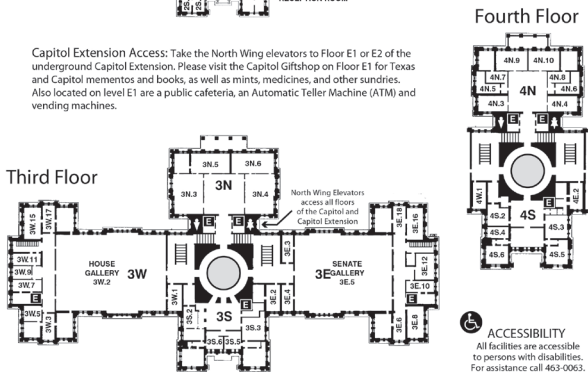 RECEPTION ROOM
Fourth Floor
Capitol Extension Access: Take the North Wing elevators to Floor E1 or E2 of the
underground Capitol Extension. Please visit the Capitol Giftshop on Floor E1 for Texas
and Capitol mementos and books, as well as mints, medicines, and other sundries.
Also located on level E1 are a public cafeteria, an Automatic Teller Machine (ATM) and
vending machines.
4N.9 4N.10
4N.7 4N.8
4N.5 4N 4N.6
4N.3 4N.4
E E
4W.1 4E.2
4S.2 4S 4S.3
4S.4
4S.6 4S.5
E
Third Floor
3N.5 3N.6
3N
3N.3 3N.4
E E
North Wing Elevators
access all floors
of the Capitol and
Capitol Extension
3W.15 3W.17
3W.11
3W.9
3W.7
E
3W.5 3W.3
HOUSE
GALLERY 3W
3W.2
3W.1
3S.2 3S 3S.3
3S.6 3S.5
E
3E.3
3E.2 3E.4
SENATE
3E GALLERY
3E.5
3E.18 3E.16
3E.12
3E.10
E
3E.6 3E.8
ACCESSIBILITY
All facilities are accessible
to persons with disabilities.
For assistance call 463-0063.